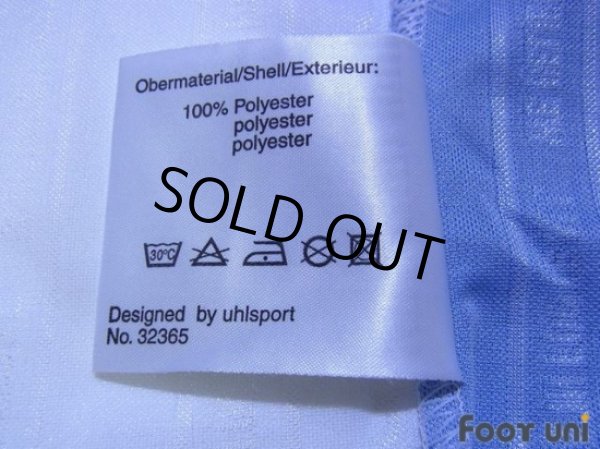 Obermaterial/Shell/Exterieur:
100% Polyester
polyester
polyester
SOLD OUT
30°C
Designed by uhlsport
No. 32365
Foot uni